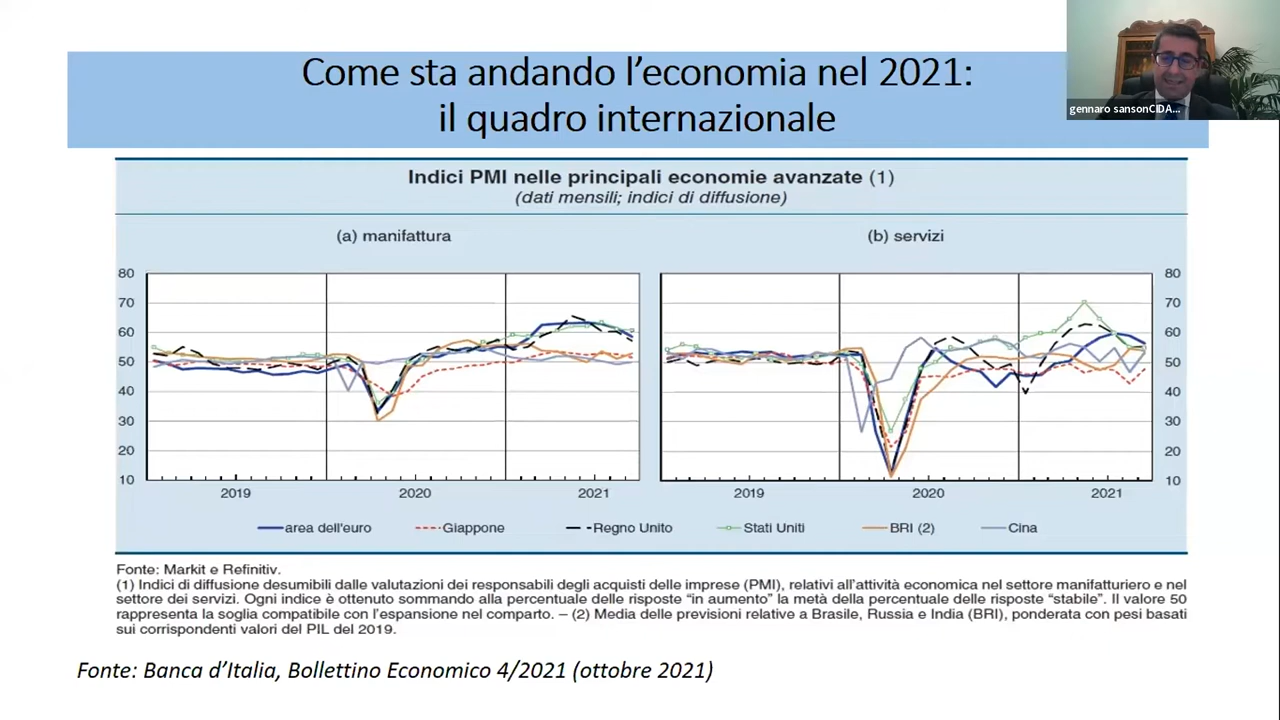 Come sta andando l'economia nel 2021:
il quadro internazionale
gennaro sansonCIDA...
Indici PMI nelle principali economie avanzate (1)
(dati mensili; indici di diffusione)
(a) manifattura
(b) servizi
80
70
60
50
40
30
20
10
2019
2020
2021
80
70
60
50
40
30
20
10
2019
2020
2021
area dell'euro
Giappone
Regno Unito
Stati Uniti
BRI (2)
Cina
Fonte: Markit e Refinitiv.
(1) Indici di diffusione desumibili dalle valutazioni dei responsabili degli acquisti delle imprese (PMI), relativi all'attività economica nel settore manifatturiero e nel
settore dei servizi. Ogni indice è ottenuto sommando alla percentuale delle risposte "in aumento" la metà della percentuale delle risposte "stabile". Il valore 50
rappresenta la soglia compatibile con l'espansione nel comparto. – (2) Media delle previsioni relative a Brasile, Russia e India (BRI), ponderata con pesi basati
sui corrispondenti valori del PIL del 2019.
Fonte: Banca d'Italia, Bollettino Economico 4/2021 (ottobre 2021)